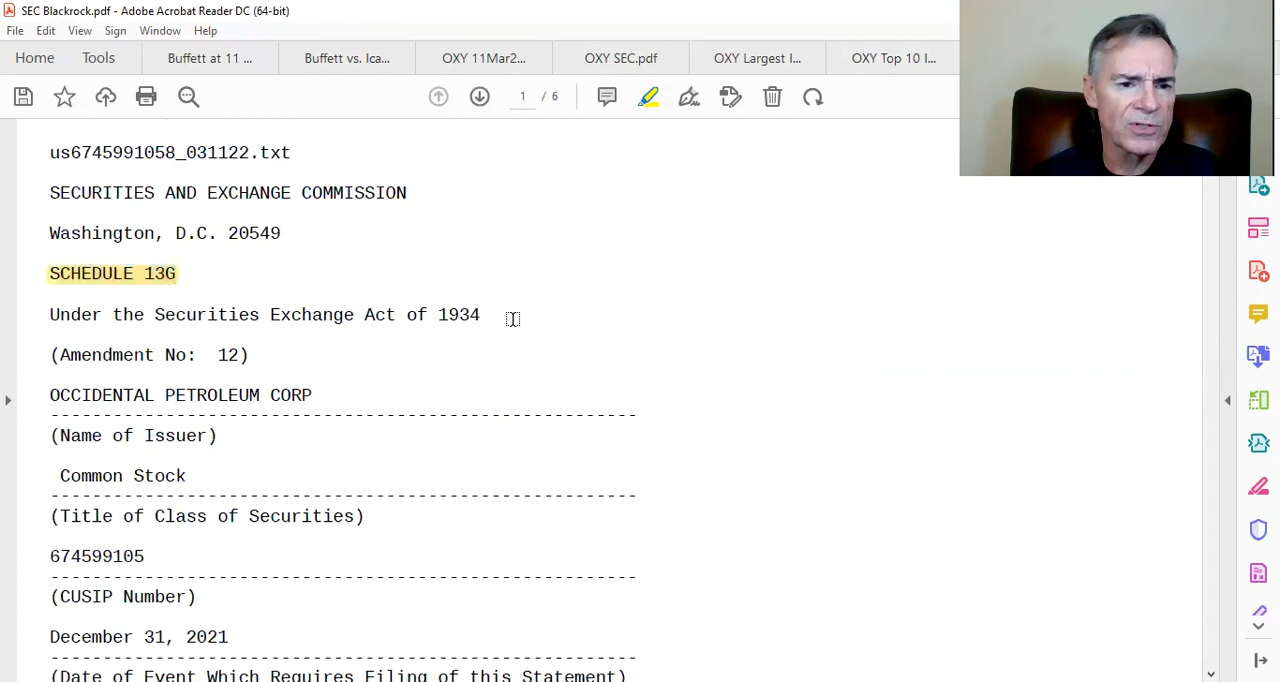 SEC Blackrock.pdf - Adobe Acrobat Reader DC (64-bit)
File Edit View Sign Window Help
Home Tools Buffett at 11 ... Buffett vs. Ica... OXY 11Mar2... OXY SEC.pdf OXY Largest I... OXY Top 10 I...
1 / 6
us6745991058_031122.txt
SECURITIES AND EXCHANGE COMMISSION
Washington, D.C. 20549
SCHEDULE 13G
Under the Securities Exchange Act of 1934
(Amendment No: 12)
OCCIDENTAL PETROLEUM CORP
--------------------------------------------------------
(Name of Issuer)
Common Stock
--------------------------------------------------------
(Title of Class of Securities)
674599105
--------------------------------------------------------
(CUSIP Number)
December 31, 2021
--------------------------------------------------------
(Date of Event Which Requires Filing of this Statement)